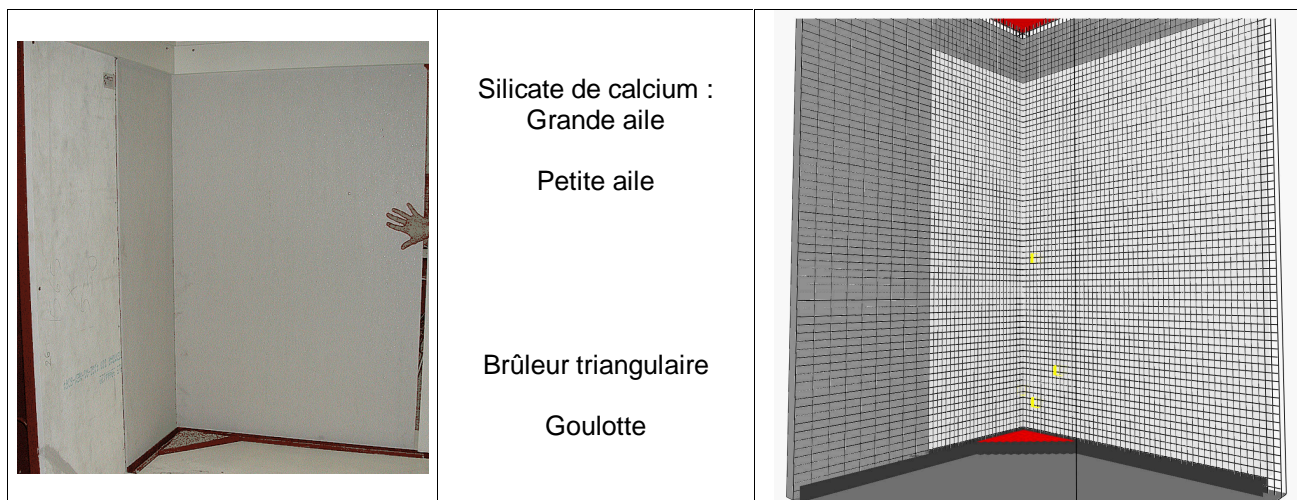 Silicate de calcium :
Grande aile
Petite aile
Brûleur triangulaire
Goulotte